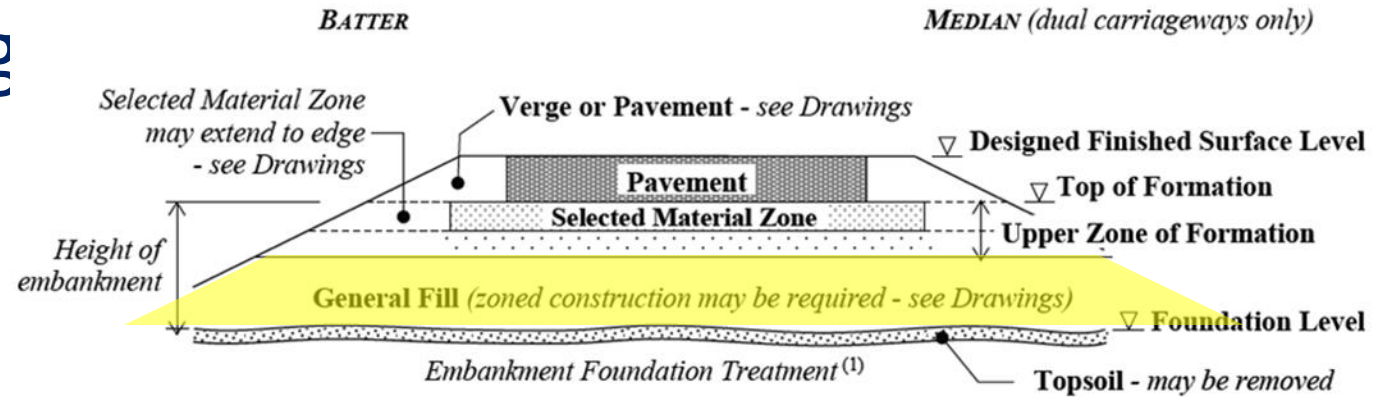 BATTER
MEDIAN (dual carriageways only)
g
Selected Material Zone
may extend to edge
- see Drawings
Verge or Pavement - see Drawings
Designed Finished Surface Level
Pavement
Top of Formation
Selected Material Zone
Upper Zone of Formation
Height of
embankment
General Fill (zoned construction may be required - see Drawings)
Foundation Level
Embankment Foundation Treatment (1)
Topsoil - may be removed